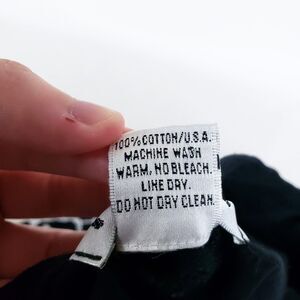 100% COTTON/U.S.A.
MACHINE WASH
WARM, NO BLEACH.
LINE DRY.
DO NOT DRY CLEAN.